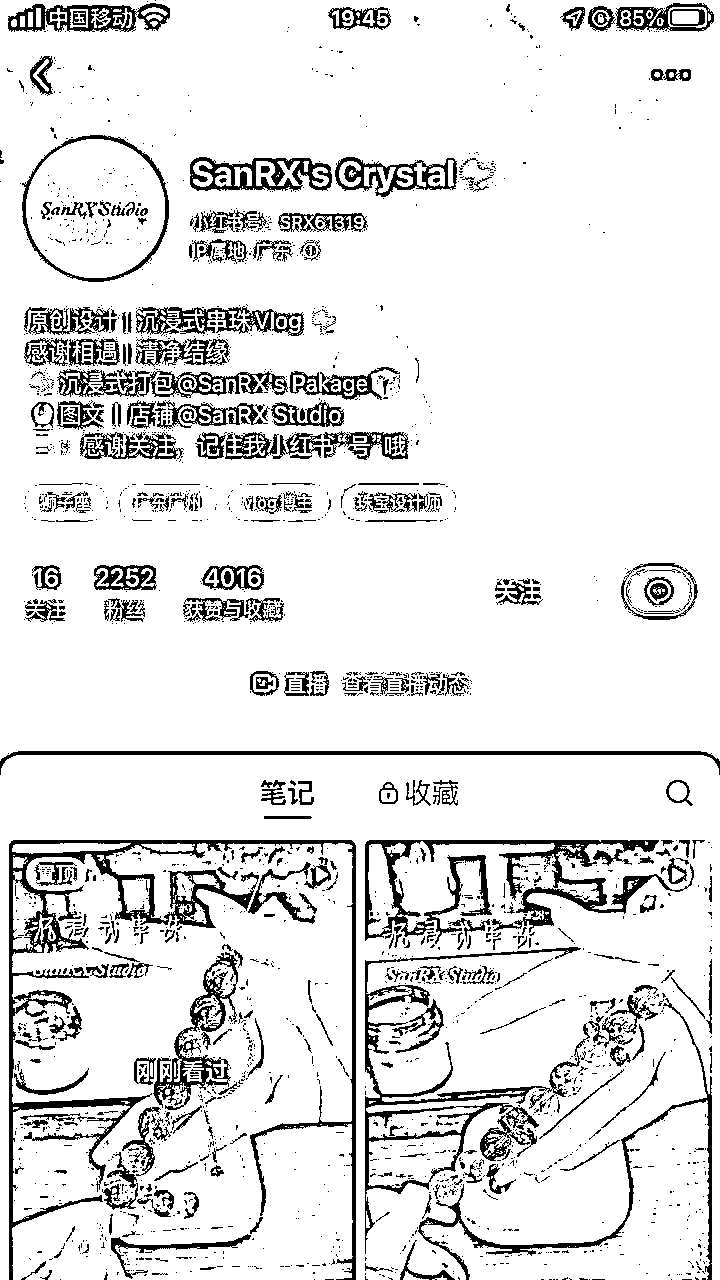 中国移动 19:45 85%
SanRX's Crystal
SanRX Studio
小红书号：SRX61319
IP属地：广东
原创设计 | 沉浸式串珠Vlog
感谢相遇 | 清净结缘
沉浸式打包@SanRX's Pakage
图文 | 店铺@SanRX Studio
感谢关注，记住我小红书“号”哦
狮子座 广东广州 vlog博主 珠宝设计师
16 2252 4016
关注 粉丝 获赞与收藏
关注
直播 查看直播动态
笔记 收藏
置顶
沉浸式串珠 沉浸式串珠
SanRX Studio SanRX Studio
刚刚看过